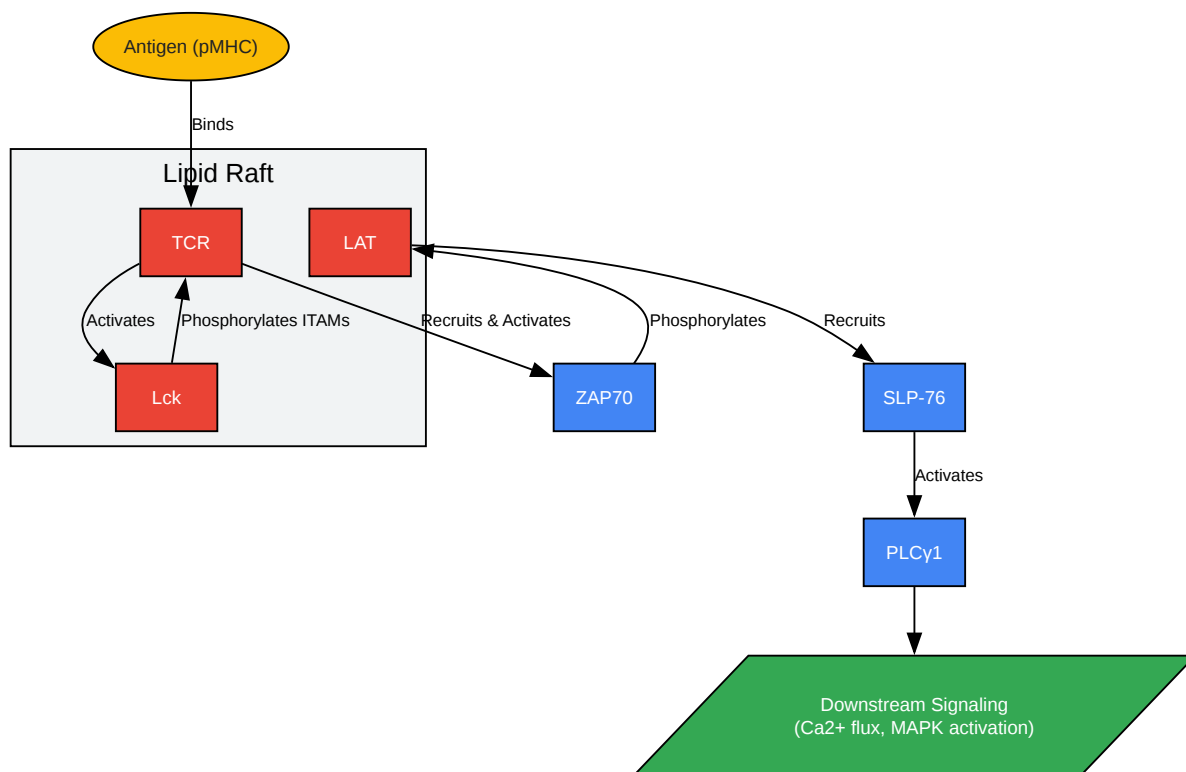 Antigen (pMHC)
Binds
Lipid Raft
TCR
LAT
Activates
Phosphorylates ITAMs
Recruits & Activates
Phosphorylates
Recruits
Lck
ZAP70
SLP-76
Activates
PLCγ1
Downstream Signaling
(Ca2+ flux, MAPK activation)